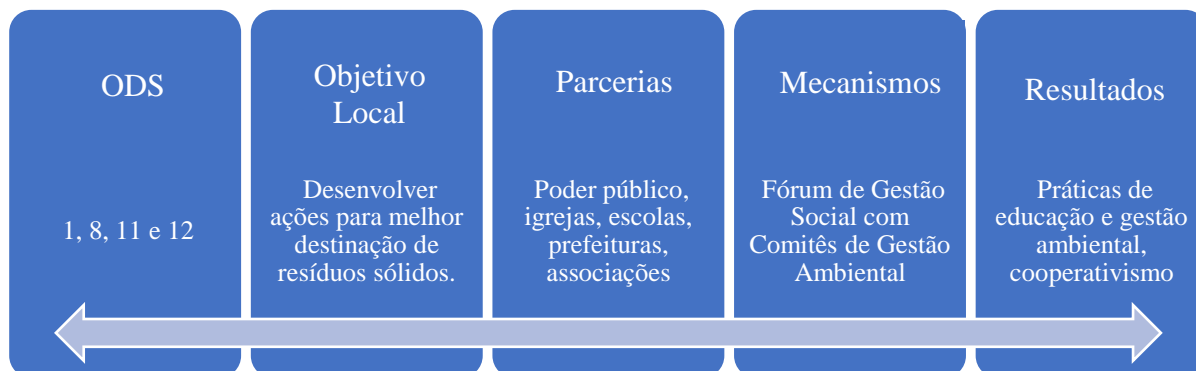 ODS
1, 8, 11 e 12
Objetivo
Local
Desenvolver
ações para melhor
destinação de
resíduos sólidos.
Parcerias
Poder público,
igrejas, escolas,
prefeituras,
associações
Mecanismos
Fórum de Gestão
Social com
Comitês de Gestão
Ambiental
Resultados
Práticas de
educação e gestão
ambiental,
cooperativismo